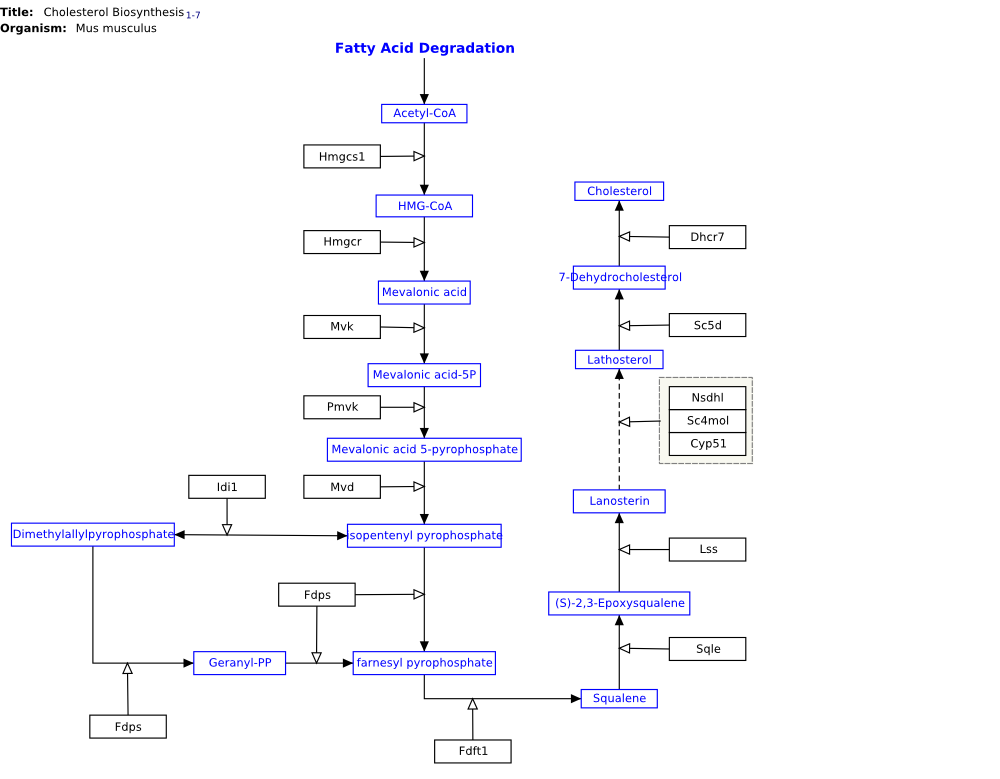 Title: Cholesterol Biosynthesis 1-7
Organism: Mus musculus
Fatty Acid Degradation
Acetyl-CoA
Hmgcs1
Cholesterol
HMG-CoA
Dhcr7
Hmgcr
7-Dehydrocholesterol
Mevalonic acid
Sc5d
Mvk
Lathosterol
Mevalonic acid-5P
Nsdhl
Pmvk
Sc4mol
Cyp51
Mevalonic acid 5-pyrophosphate
Idi1
Mvd
Lanosterin
Dimethylallylpyrophosphate
sopentenyl pyrophosphate
Lss
Fdps
(S)-2,3-Epoxysqualene
Sqle
Geranyl-PP
farnesyl pyrophosphate
Squalene
Fdps
Fdft1